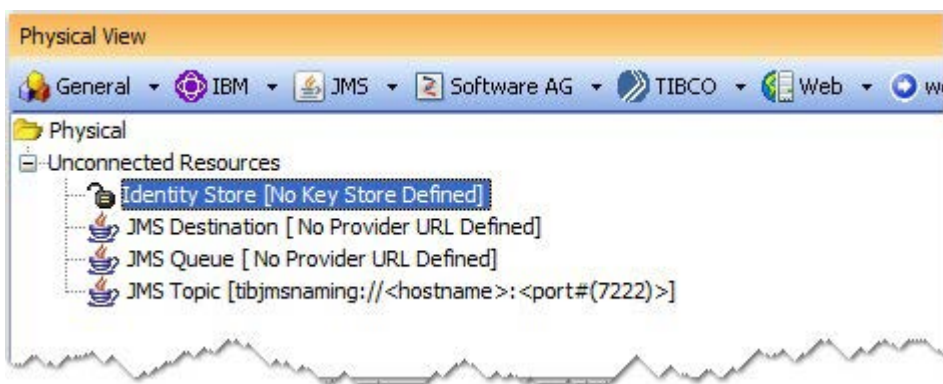 Physical View
General IBM JMS Software AG TIBCO Web we
Physical
Unconnected Resources
Identity Store [No Key Store Defined]
JMS Destination [ No Provider URL Defined]
JMS Queue [ No Provider URL Defined]
JMS Topic [tibjmsnaming://<hostname>:<port#(7222)>]